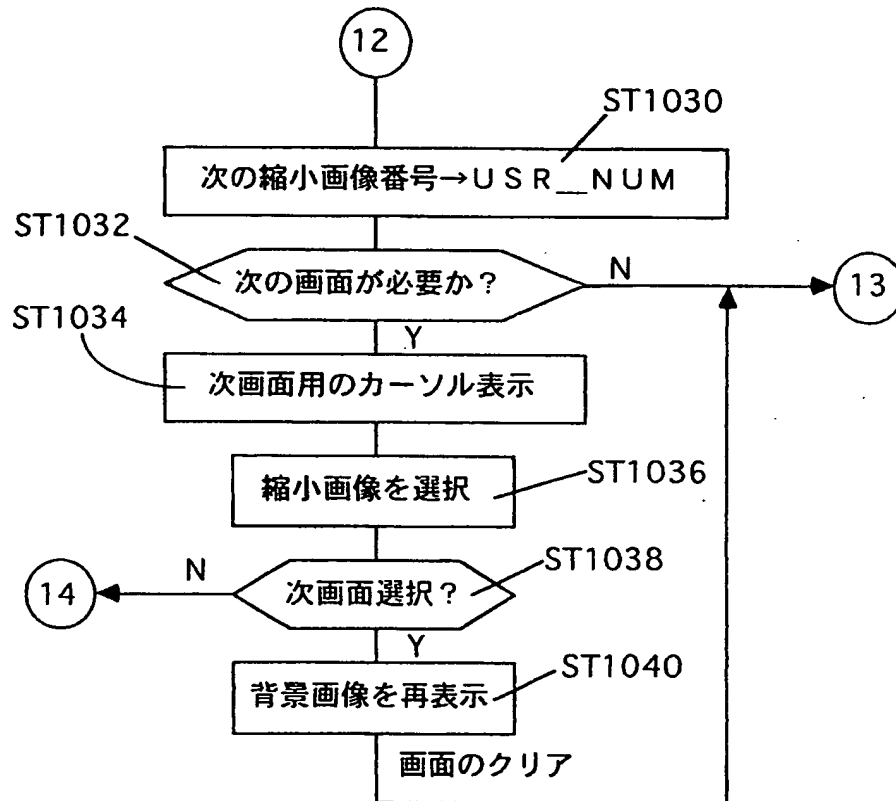 12
ST1030
次の縮小画像番号→USR__NUM
ST1032
次の画面が必要か?
N
13
ST1034
Y
次画面用のカーソル表示
縮小画像を選択
ST1036
N
次画面選択?
ST1038
14
Y
背景画像を再表示
ST1040
画面のクリア